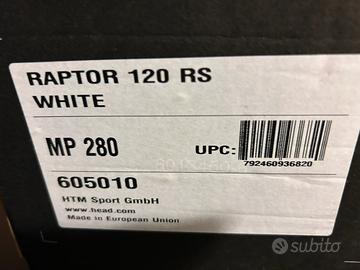 RAPTOR 120 RS
WHITE
MP 280
UPC:
792460936820
605010
HTM Sport GmbH
www.head.com
Made in European Union
subito